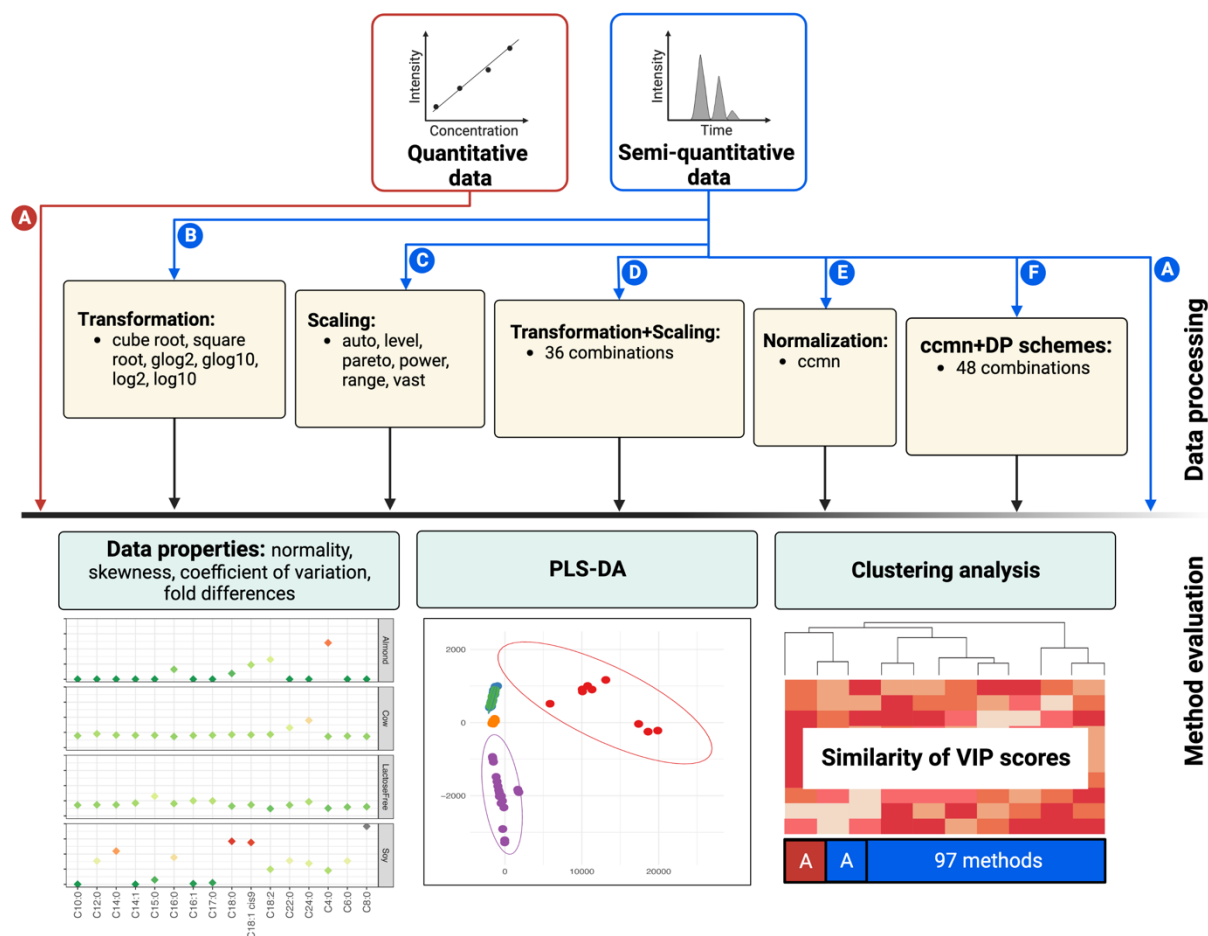 Intensity
Concentration
Quantitative
data
Intensity
Time
Semi-quantitative
data
A
B
C
D
E
F
A
Transformation:
• cube root, square
root, glog2, glog10,
log2, log10
Scaling:
• auto, level,
pareto, power,
range, vast
Transformation+Scaling:
• 36 combinations
Normalization:
• ccmn
ccmn+DP schemes:
• 48 combinations
Data processing
Data properties: normality,
skewness, coefficient of variation,
fold differences
PLS-DA
Clustering analysis
Method evaluation
Almond
Cow
LactoseFree
Soy
C10:0
C12:0
C14:0
C14:1
C15:0
C16:0
C16:1
C17:0
C18:0
C18:1 cis9
C18:2
C22:0
C24:0
C4:0
C6:0
C8:0
2000
0
−2000
0
10000
20000
Similarity of VIP scores
A
A
97 methods